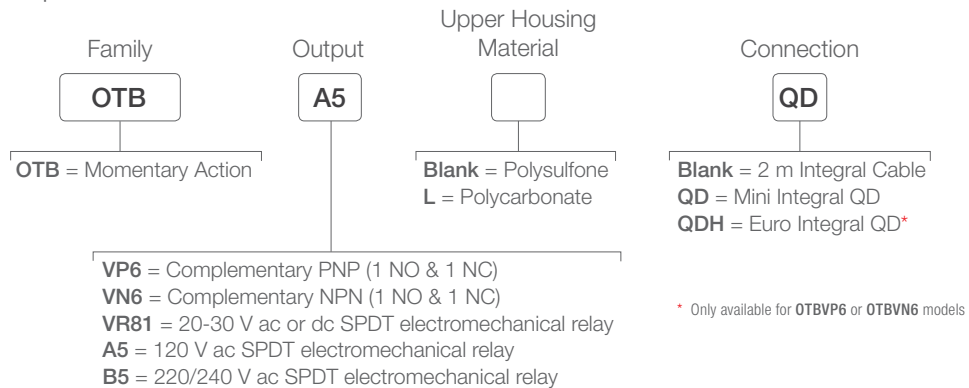 Family
Output
Upper Housing
Material
Connection
OTB
A5
QD
OTB = Momentary Action
Blank = Polysulfone
L = Polycarbonate
Blank = 2 m Integral Cable
QD = Mini Integral QD
QDH = Euro Integral QD*
VP6 = Complementary PNP (1 NO & 1 NC)
VN6 = Complementary NPN (1 NO & 1 NC)
VR81 = 20-30 V ac or dc SPDT electromechanical relay
A5 = 120 V ac SPDT electromechanical relay
B5 = 220/240 V ac SPDT electromechanical relay
* Only available for OTBVP6 or OTBVN6 models